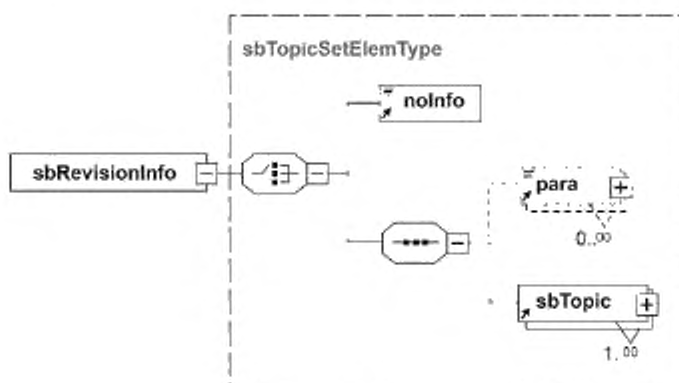 sbTopicSetElemType
noInfo
sbRevisionInfo
para
0..∞
sbTopic
1..∞